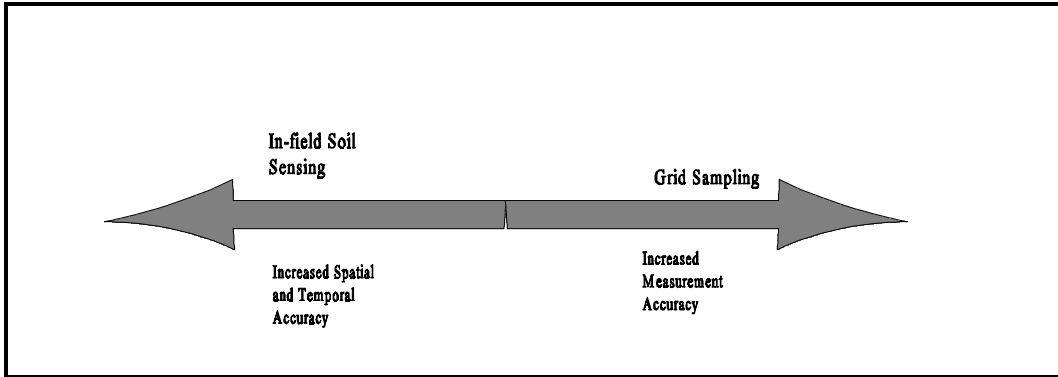 In-field Soil
Sensing
Grid Sampling
Increased Spatial
and Temporal
Accuracy
Increased
Measurement
Accuracy